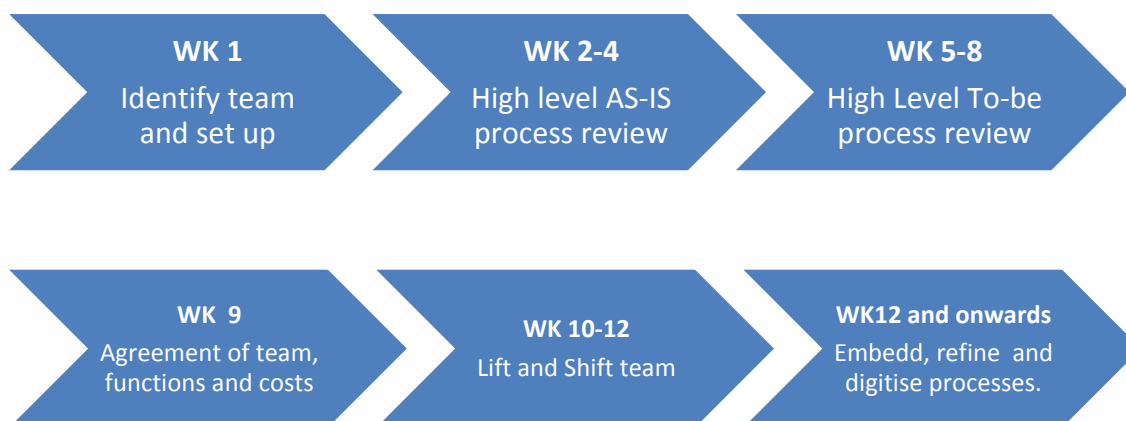 WK 1
Identify team
and set up
WK 2-4
High level AS-IS
process review
WK 5-8
High Level To-be
process review
WK 9
Agreement of team,
functions and costs
WK 10-12
Lift and Shift team
WK12 and onwards
Embedd, refine and
digitise processes.